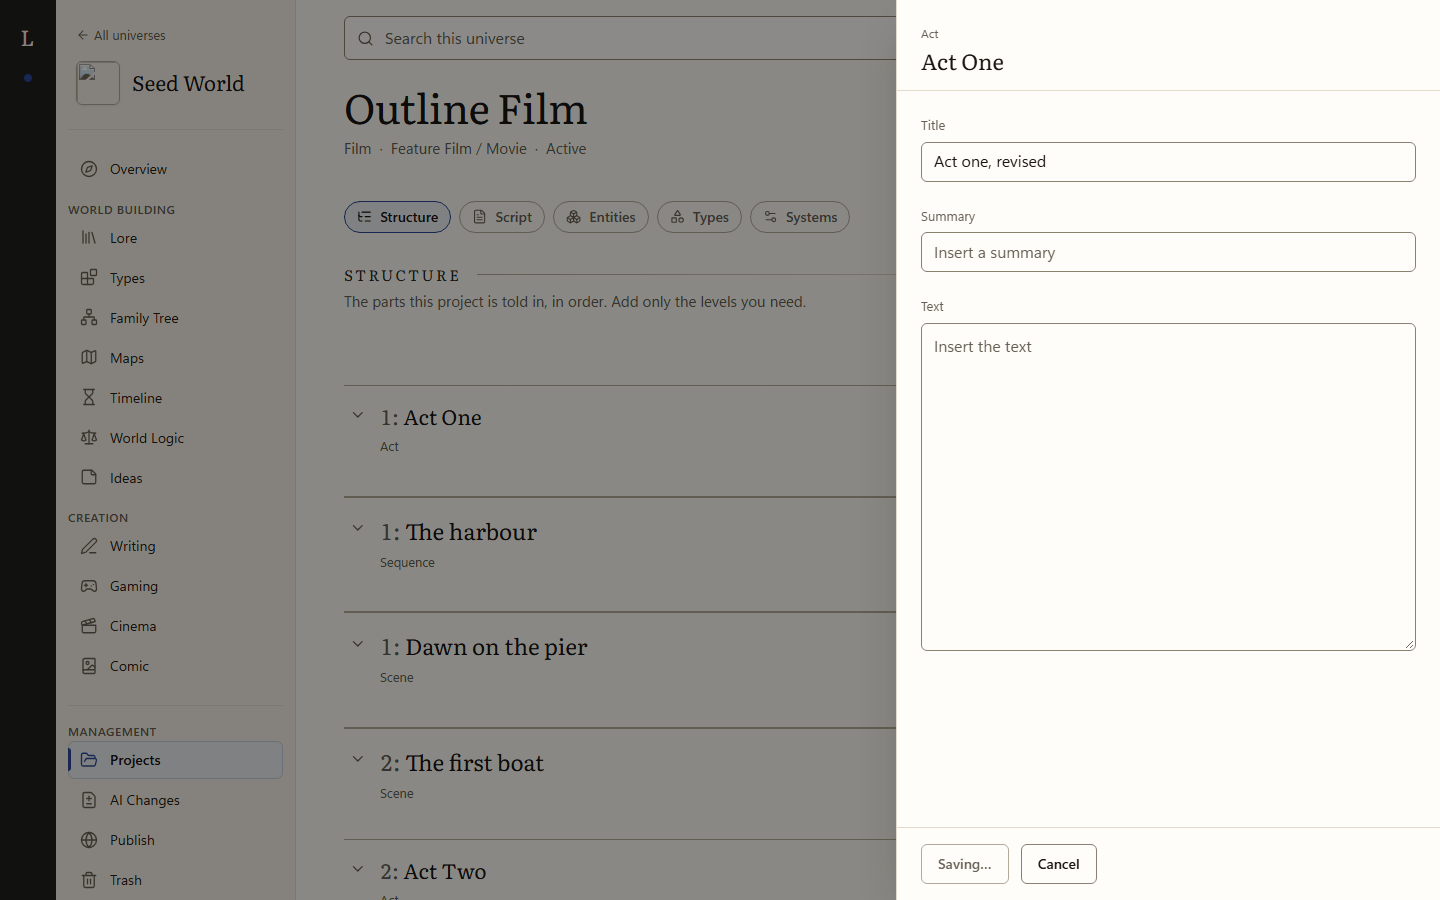 L
All universes
Seed World
Overview
WORLD BUILDING
Lore
Types
Family Tree
Maps
Timeline
World Logic
Ideas
CREATION
Writing
Gaming
Cinema
Comic
MANAGEMENT
Projects
AI Changes
Publish
Trash
Search this universe
Outline Film
Film · Feature Film / Movie · Active
Structure Script Entities Types Systems
STRUCTURE
The parts this project is told in, in order. Add only the levels you need.
1: Act One
Act
1: The harbour
Sequence
1: Dawn on the pier
Scene
2: The first boat
Scene
2: Act Two
Act
Act
Act One
Title
Act one, revised
Summary
Insert a summary
Text
Insert the text
Saving... Cancel